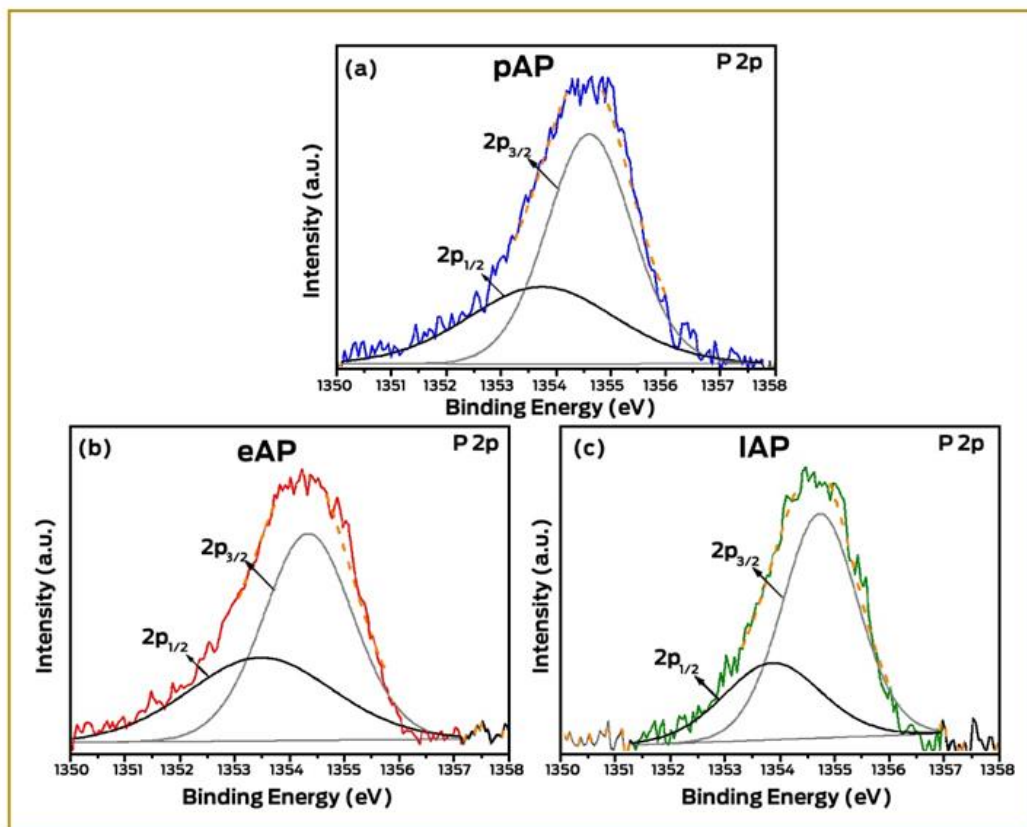 (a) pAP P 2p
2p3/2
2p1/2
Intensity (a.u.)
1350 1351 1352 1353 1354 1355 1356 1357 1358
Binding Energy (eV)
(b) eAP P 2p
2p3/2
2p1/2
Intensity (a.u.)
1350 1351 1352 1353 1354 1355 1356 1357 1358
Binding Energy (eV)
(c) lAP P 2p
2p3/2
2p1/2
Intensity (a.u.)
1350 1351 1352 1353 1354 1355 1356 1357 1358
Binding Energy (eV)